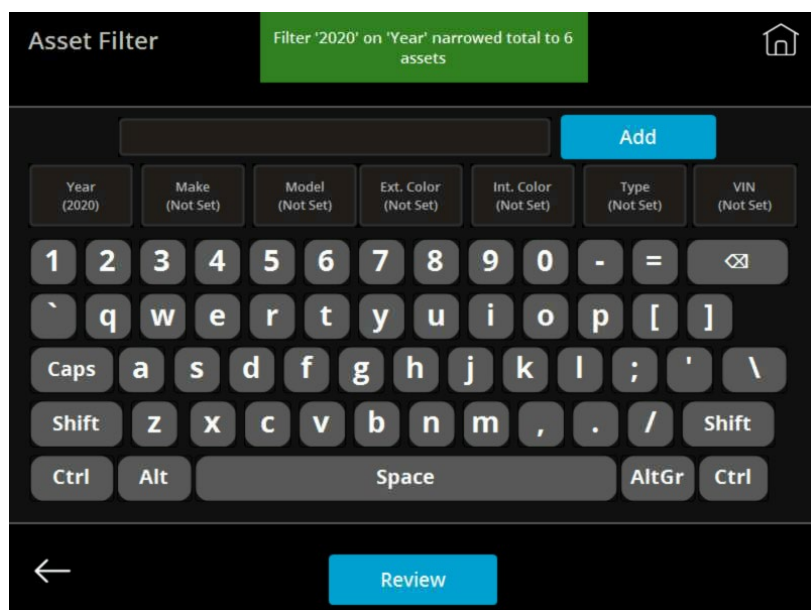 Asset Filter
Filter '2020' on 'Year' narrowed total to 6
assets
Add
Year
(2020)
Make
(Not Set)
Model
(Not Set)
Ext. Color
(Not Set)
Int. Color
(Not Set)
Type
(Not Set)
VIN
(Not Set)
1 2 3 4 5 6 7 8 9 0 - =
` q w e r t y u i o p [ ]
Caps a s d f g h j k l ; ' \
Shift z x c v b n m , . / Shift
Ctrl Alt Space AltGr Ctrl
Review